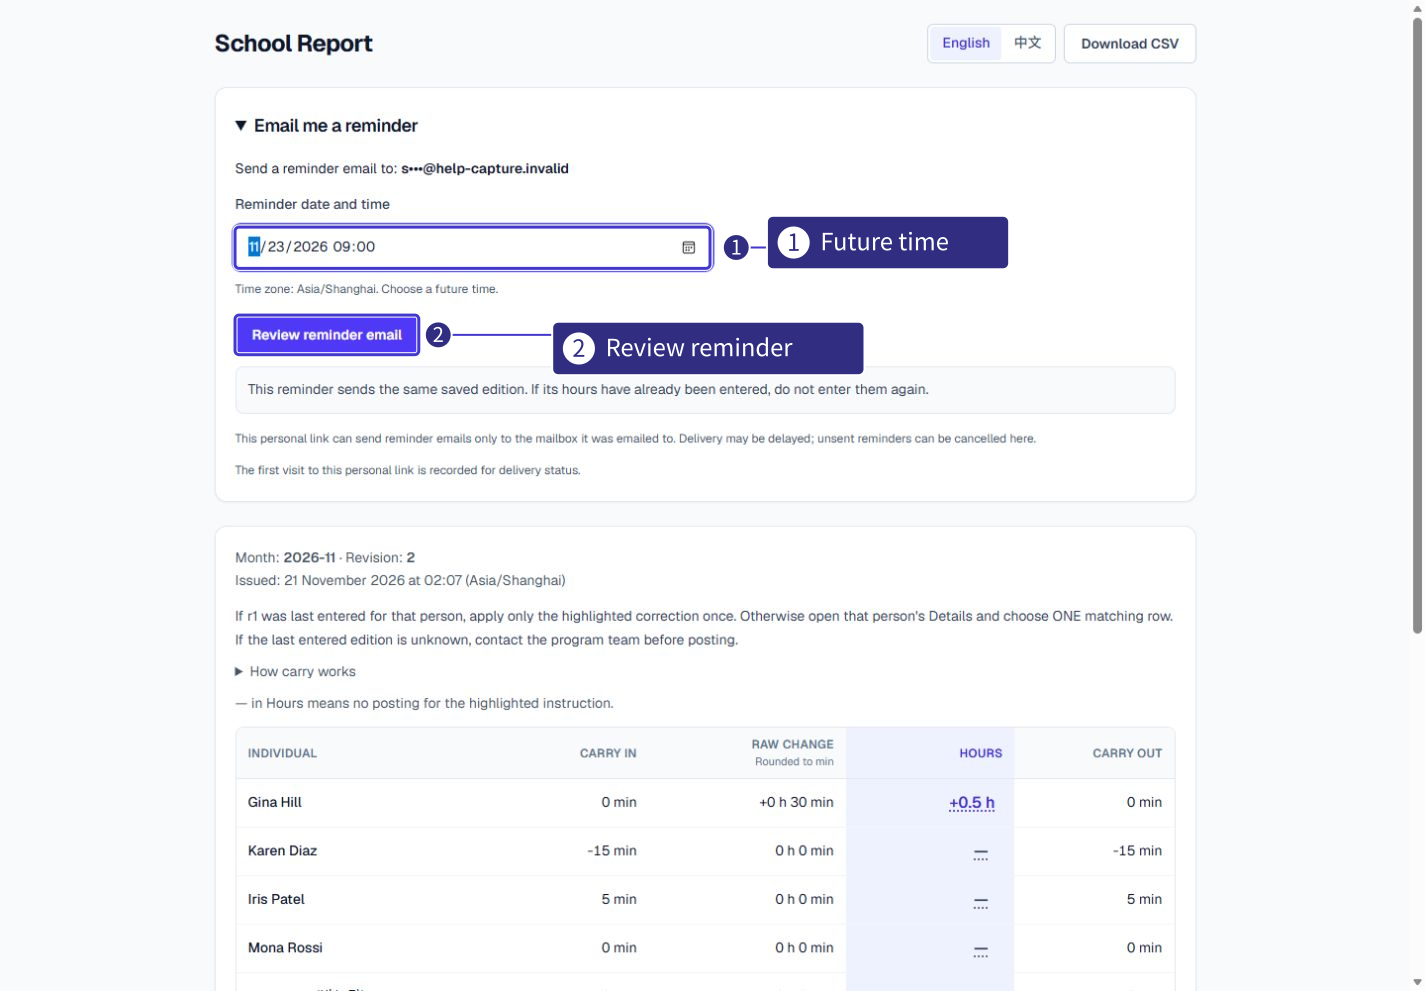 School Report
English
中文
Download CSV
▼ Email me a reminder
Send a reminder email to: s•••@help-capture.invalid
Reminder date and time
11/23/2026 09:00
1
1 Future time
Time zone: Asia/Shanghai. Choose a future time.
Review reminder email
2
2 Review reminder
This reminder sends the same saved edition. If its hours have already been entered, do not enter them again.
This personal link can send reminder emails only to the mailbox it was emailed to. Delivery may be delayed; unsent reminders can be cancelled here.
The first visit to this personal link is recorded for delivery status.
Month: 2026-11 · Revision: 2
Issued: 21 November 2026 at 02:07 (Asia/Shanghai)
If r1 was last entered for that person, apply only the highlighted correction once. Otherwise open that person's Details and choose ONE matching row.
If the last entered edition is unknown, contact the program team before posting.
▶ How carry works
— in Hours means no posting for the highlighted instruction.
INDIVIDUAL CARRY IN RAW CHANGE Rounded to min HOURS CARRY OUT
Gina Hill 0 min +0 h 30 min +0.5 h 0 min
Karen Diaz -15 min 0 h 0 min — -15 min
Iris Patel 5 min 0 h 0 min — 5 min
Mona Rossi 0 min 0 h 0 min — 0 min